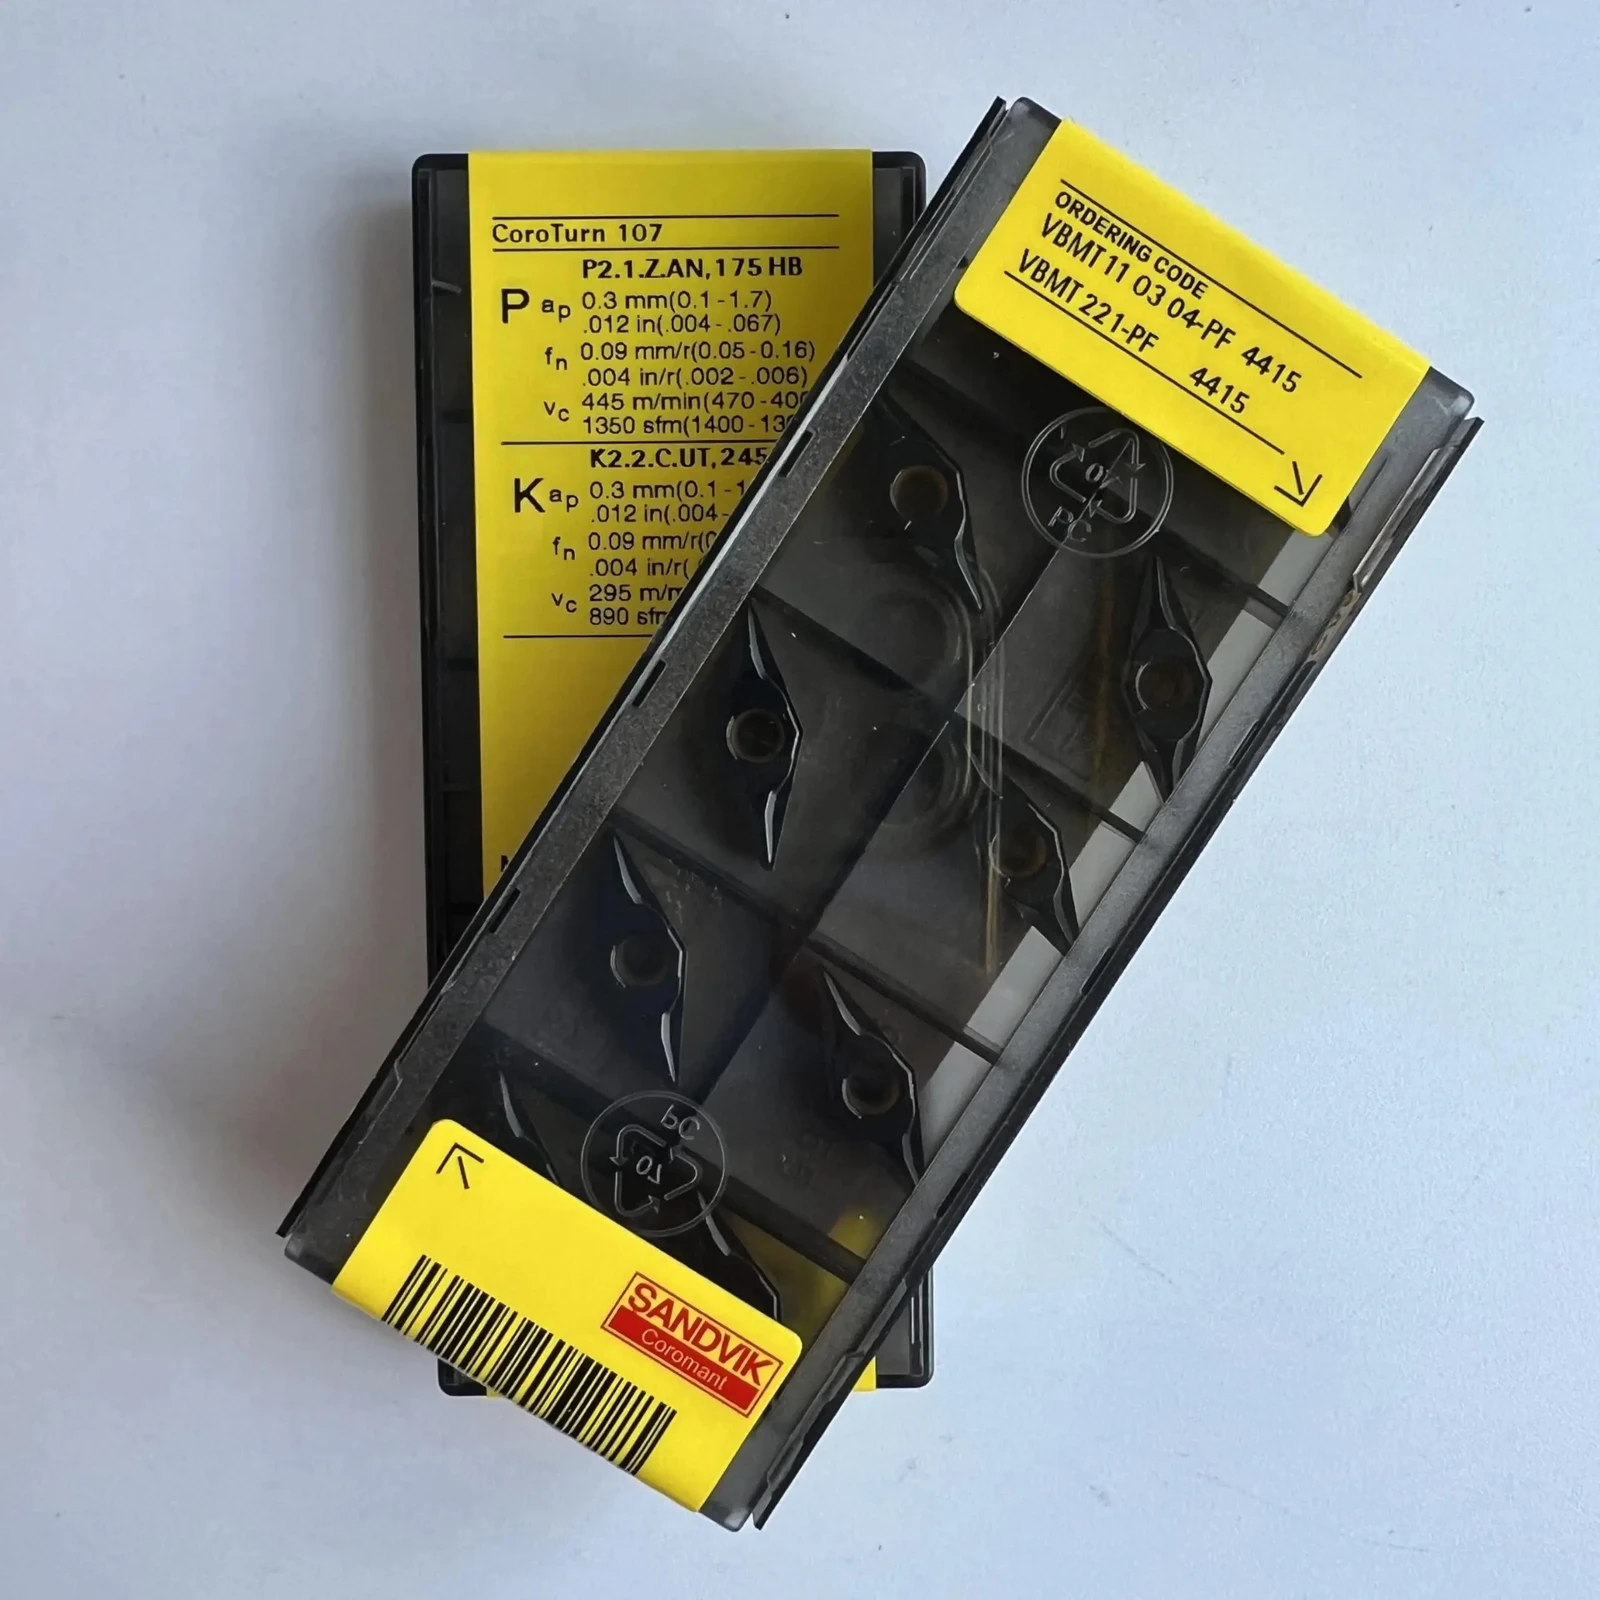 CoroTurn 107
P2.1.Z.AN,175 HB
P ap 0.3 mm(0.1-1.7)
.012 in(.004-.067)
fn 0.09 mm/r(0.05-0.16)
.004 in/r(.002-.006)
vc 445 m/min(470-400
1350 sfm(1400-13
K2.2.C.UT,245
K ap 0.3 mm(0.1-1
.012 in(.004-
fn 0.09 mm/r(0
.004 in/r(
vc 295 m/m
890 sfm
ORDERING CODE
VBMT11 03 04-PF 4415
VBMT 221-PF 4415
07
PC
PC
07
SANDVIK
Coromant